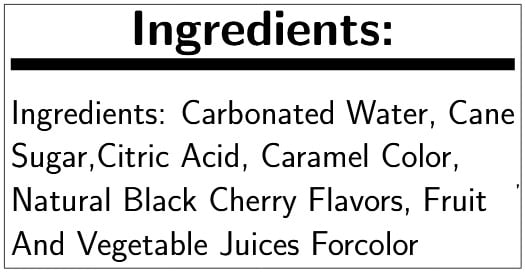 Ingredients:
Ingredients: Carbonated Water, Cane
Sugar,Citric Acid, Caramel Color,
Natural Black Cherry Flavors, Fruit
And Vegetable Juices Forcolor
,